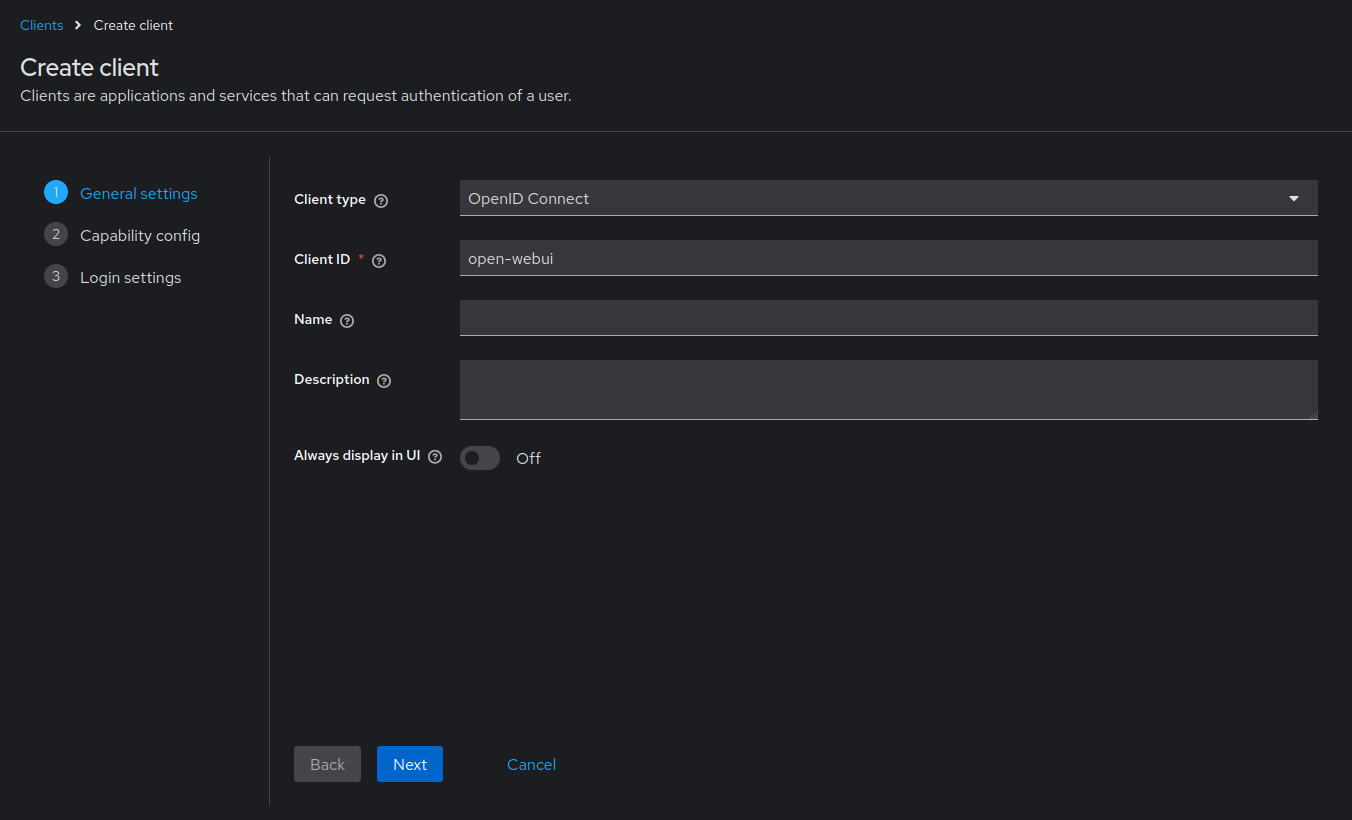 Clients > Create client
Create client
Clients are applications and services that can request authentication of a user.
1 General settings
2 Capability config
3 Login settings
Client type ?
OpenID Connect
Client ID * ?
open-webui
Name ?
Description ?
Always display in UI ?
Off
Back
Next
Cancel